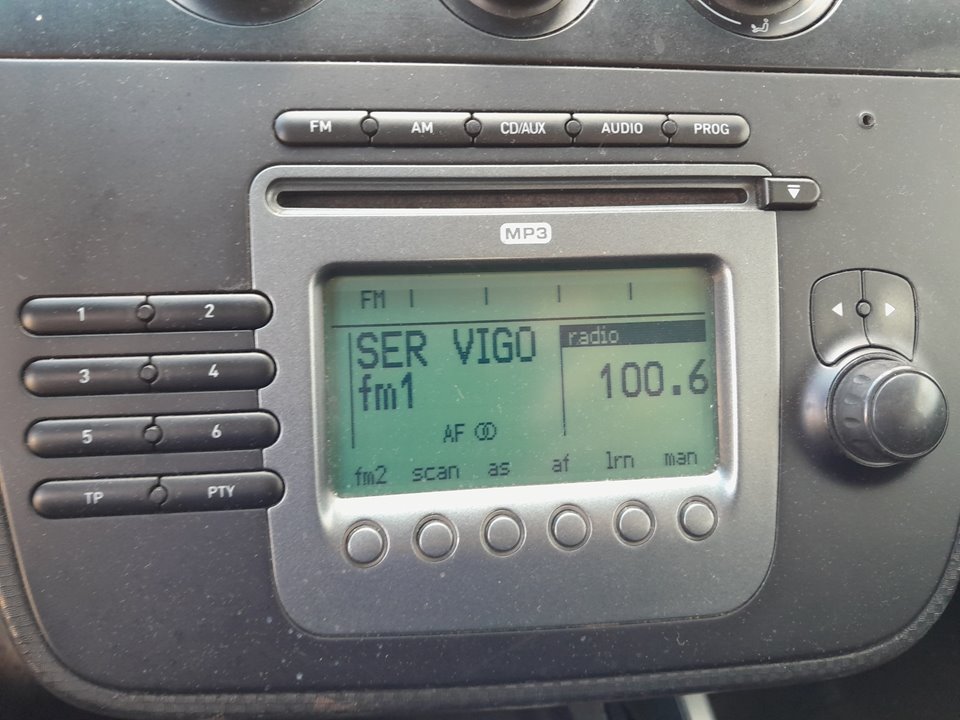 FM AM CD/AUX AUDIO PROG
MP3
1 2
3 4
5 6
TP PTY
FM
SER VIGO
fm1
radio
100.6
AF
fm2 scan as af lrn man